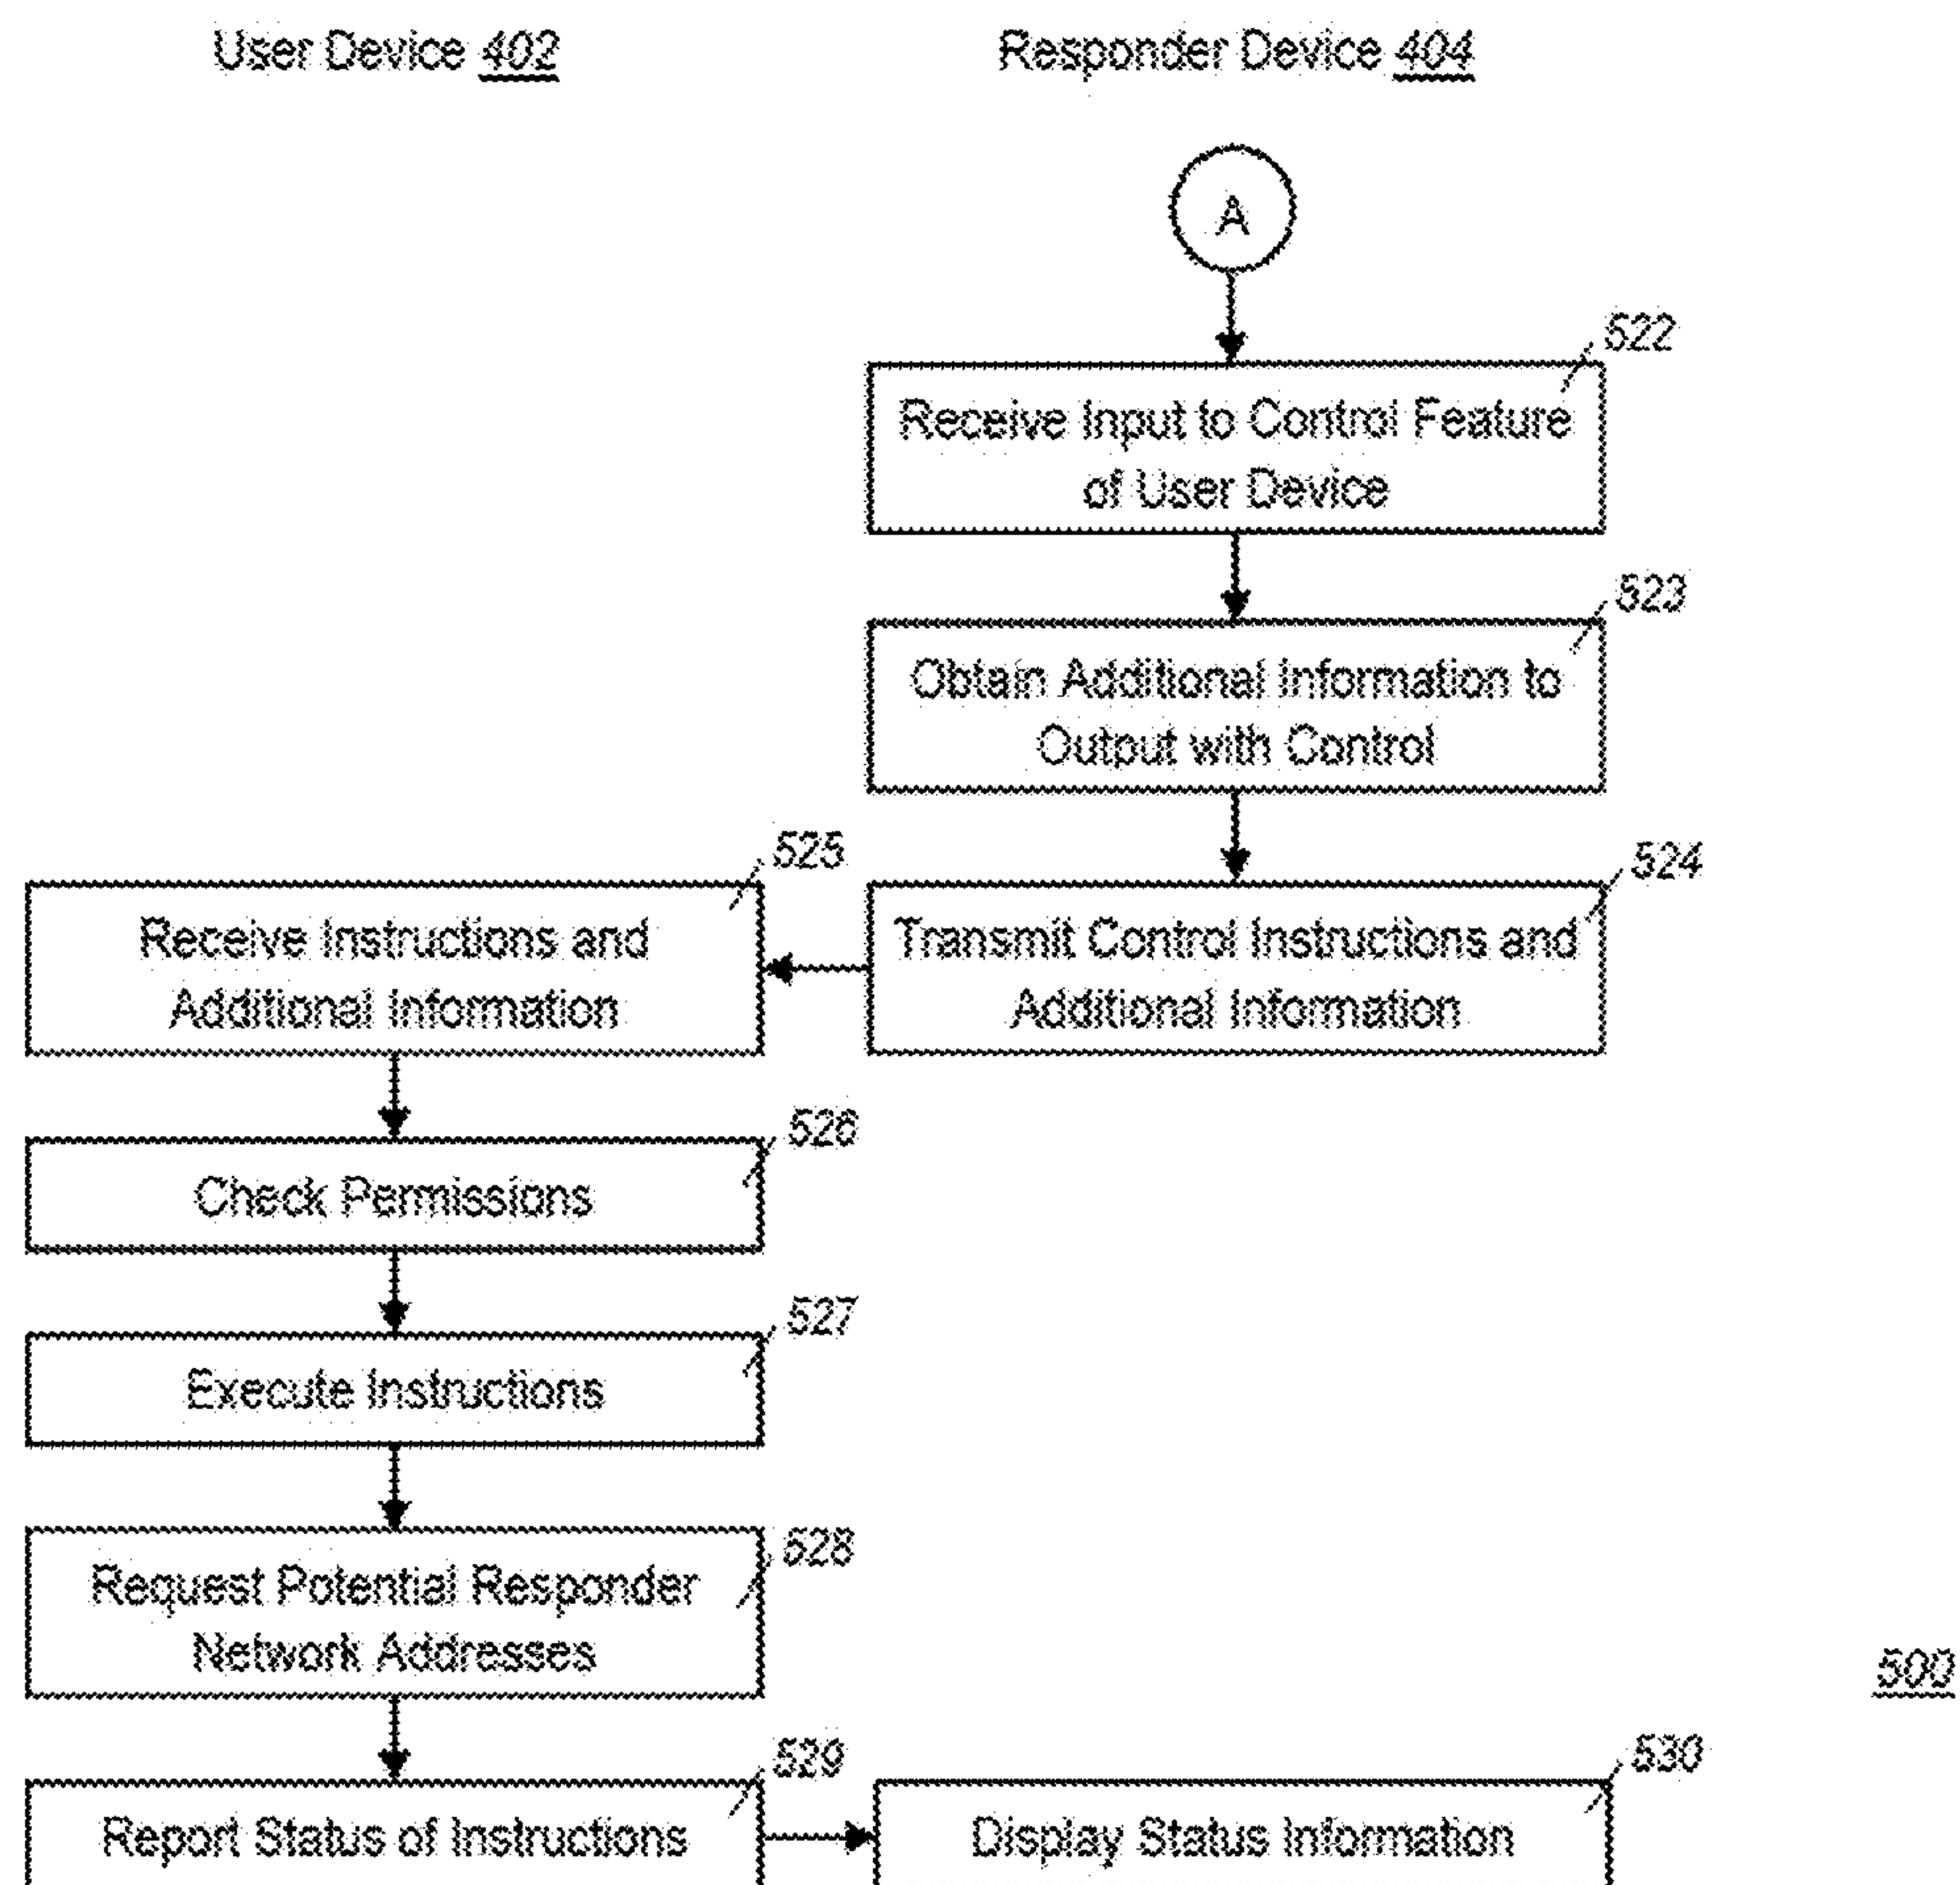 User Device 402
Responder Device 404
A
522
Receive Input to Control Feature
of User Device
523
Obtain Additional Information to
Output with Control
524
Transmit Control Instructions and
Additional Information
525
Receive Instructions and
Additional Information
526
Check Permissions
527
Execute Instructions
528
Request Potential Responder
Network Addresses
500
529
Report Status of Instructions
530
Display Status Information